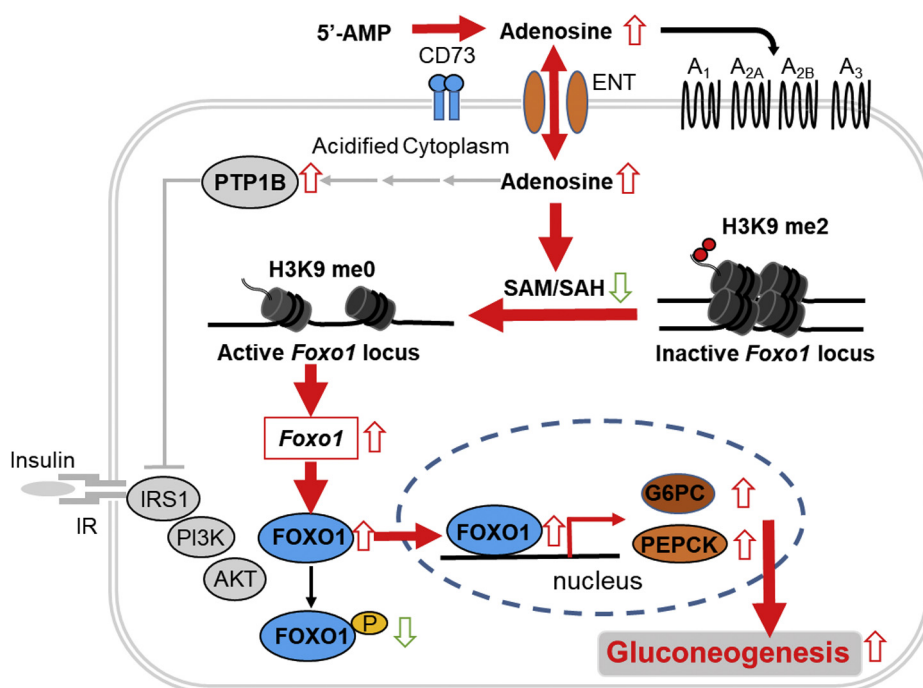 5'-AMP
Adenosine
CD73
ENT
A1
A2A
A2B
A3
Acidified Cytoplasm
PTP1B
Adenosine
H3K9 me2
H3K9 me0
SAM/SAH
Active Foxo1 locus
Inactive Foxo1 locus
Foxo1
Insulin
IR
IRS1
PI3K
AKT
FOXO1
FOXO1
G6PC
PEPCK
nucleus
FOXO1
P
Gluconeogenesis